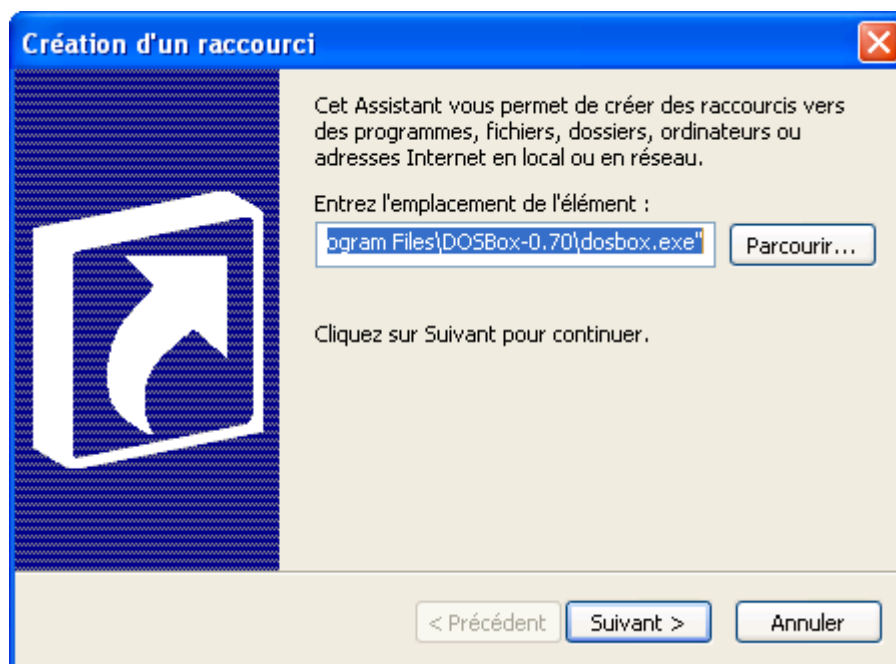 Création d'un raccourci
Cet Assistant vous permet de créer des raccourcis vers
des programmes, fichiers, dossiers, ordinateurs ou
adresses Internet en local ou en réseau.
Entrez l'emplacement de l'élément :
ogram Files\DOSBox-0.70\dosbox.exe"
Parcourir...
Cliquez sur Suivant pour continuer.
< Précédent
Suivant >
Annuler